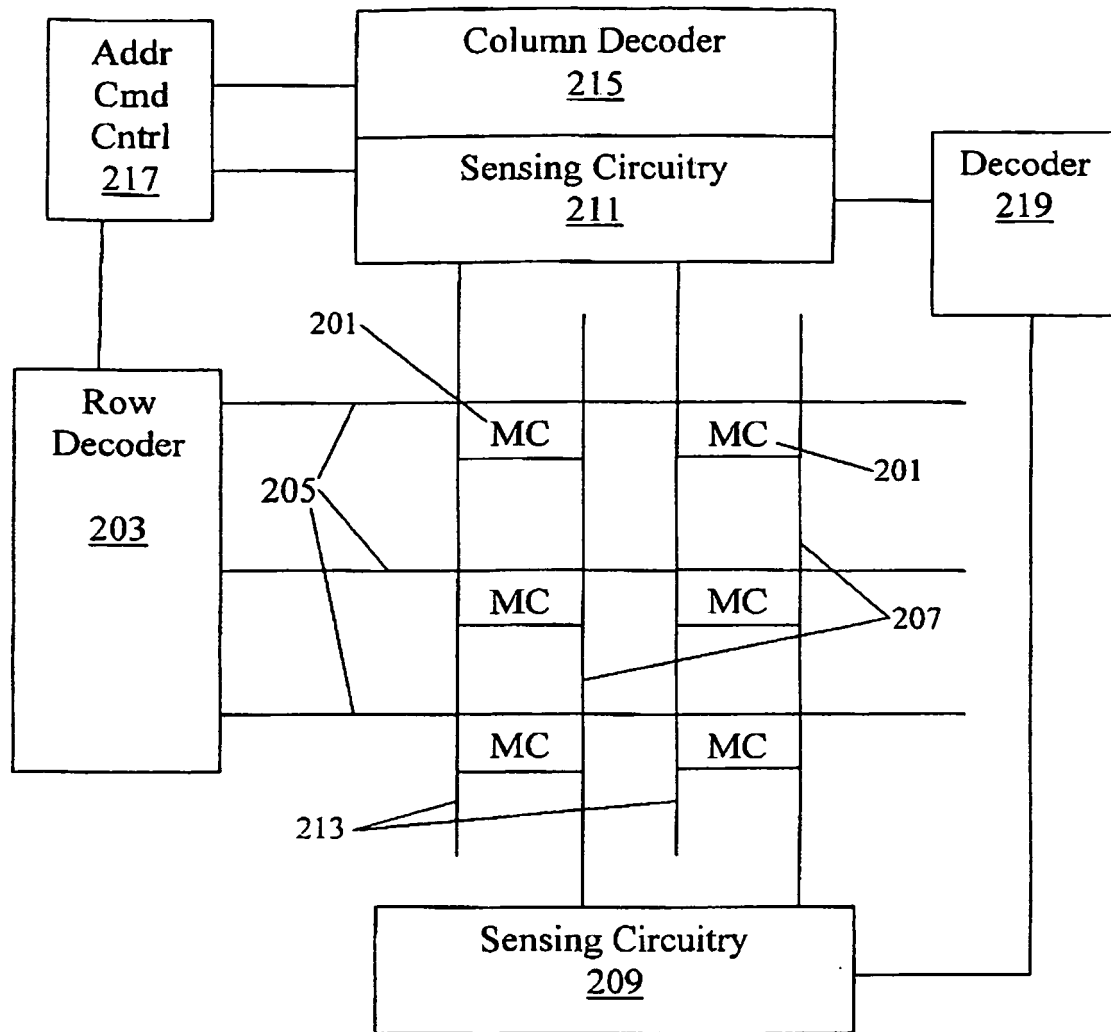 Addr
Cmd
Cntrl
217
Column Decoder
215
Sensing Circuitry
211
Decoder
219
201
Row
Decoder
203
MC
MC
201
205
MC
MC
207
MC
MC
213
Sensing Circuitry
209